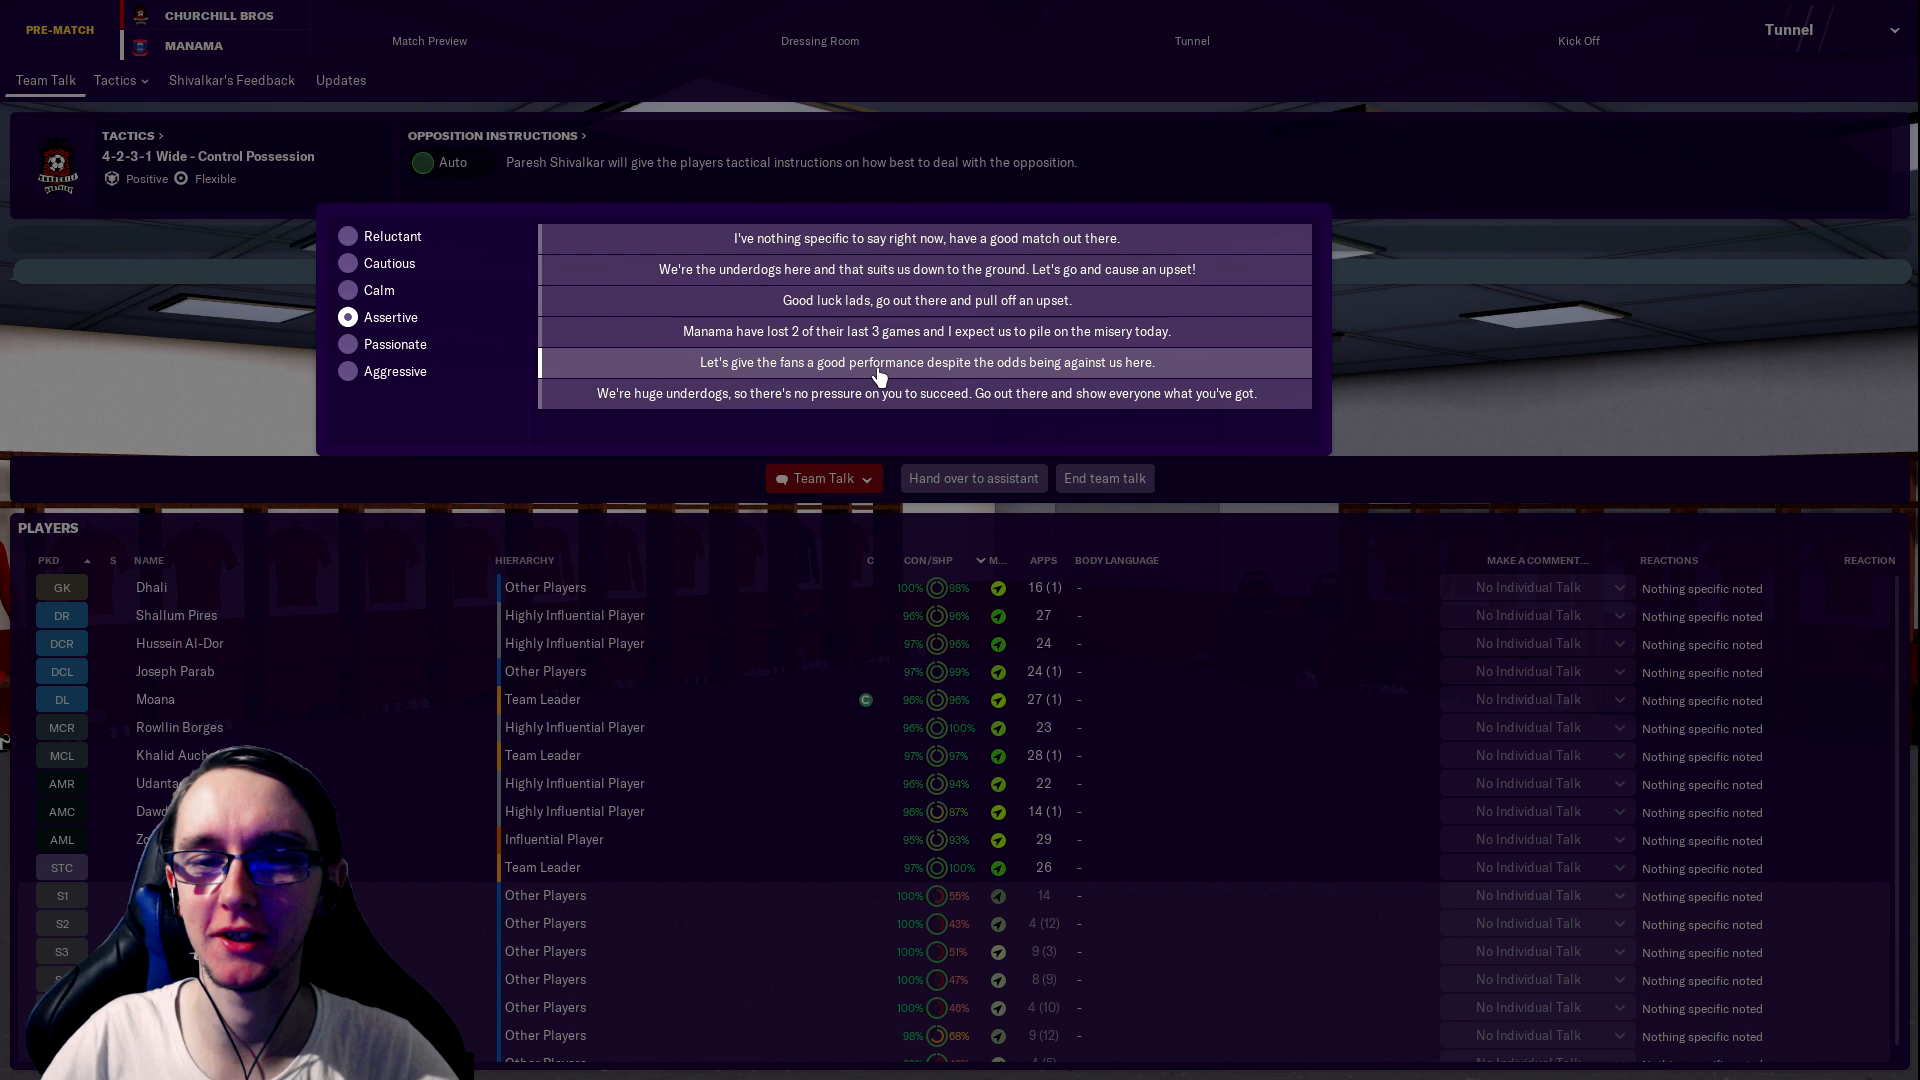 PRE-MATCH
CHURCHILL BROS
MANAMA
Match Preview
Dressing Room
Tunnel
Kick Off
Tunnel
Team Talk
Tactics
Shivalkar's Feedback
Updates
TACTICS >
4-2-3-1 Wide - Control Possession
Positive
Flexible
OPPOSITION INSTRUCTIONS >
Auto
Paresh Shivalkar will give the players tactical instructions on how best to deal with the opposition.
Reluctant
Cautious
Calm
Assertive
Passionate
Aggressive
I've nothing specific to say right now, have a good match out there.
We're the underdogs here and that suits us down to the ground. Let's go and cause an upset!
Good luck lads, go out there and pull off an upset.
Manama have lost 2 of their last 3 games and I expect us to pile on the misery today.
Let's give the fans a good performance despite the odds being against us here.
We're huge underdogs, so there's no pressure on you to succeed. Go out there and show everyone what you've got.
Team Talk
Hand over to assistant
End team talk
PLAYERS
PKD S NAME HIERARCHY C CON/SHP M... APPS BODY LANGUAGE MAKE A COMMENT... REACTIONS REACTION
GK Dhali Other Players 100% 98% 16 (1) - No Individual Talk Nothing specific noted
DR Shallum Pires Highly Influential Player 96% 96% 27 - No Individual Talk Nothing specific noted
DCR Hussein Al-Dor Highly Influential Player 97% 96% 24 - No Individual Talk Nothing specific noted
DCL Joseph Parab Other Players 97% 99% 24 (1) - No Individual Talk Nothing specific noted
DL Moana Team Leader C 96% 96% 27 (1) - No Individual Talk Nothing specific noted
MCR Rowllin Borges Highly Influential Player 96% 100% 23 - No Individual Talk Nothing specific noted
MCL Khalid Auch Team Leader 97% 97% 28 (1) - No Individual Talk Nothing specific noted
AMR Udanta Highly Influential Player 96% 94% 22 - No Individual Talk Nothing specific noted
AMC Dawd Highly Influential Player 96% 87% 14 (1) - No Individual Talk Nothing specific noted
AML Zo Influential Player 95% 93% 29 - No Individual Talk Nothing specific noted
STC Team Leader 97% 100% 26 - No Individual Talk Nothing specific noted
S1 Other Players 100% 55% 14 - No Individual Talk Nothing specific noted
S2 Other Players 100% 43% 4 (12) - No Individual Talk Nothing specific noted
S3 Other Players 100% 51% 9 (3) - No Individual Talk Nothing specific noted
Other Players 100% 47% 8 (9) - No Individual Talk Nothing specific noted
Other Players 100% 46% 4 (10) - No Individual Talk Nothing specific noted
Other Players 98% 68% 9 (12) - No Individual Talk Nothing specific noted